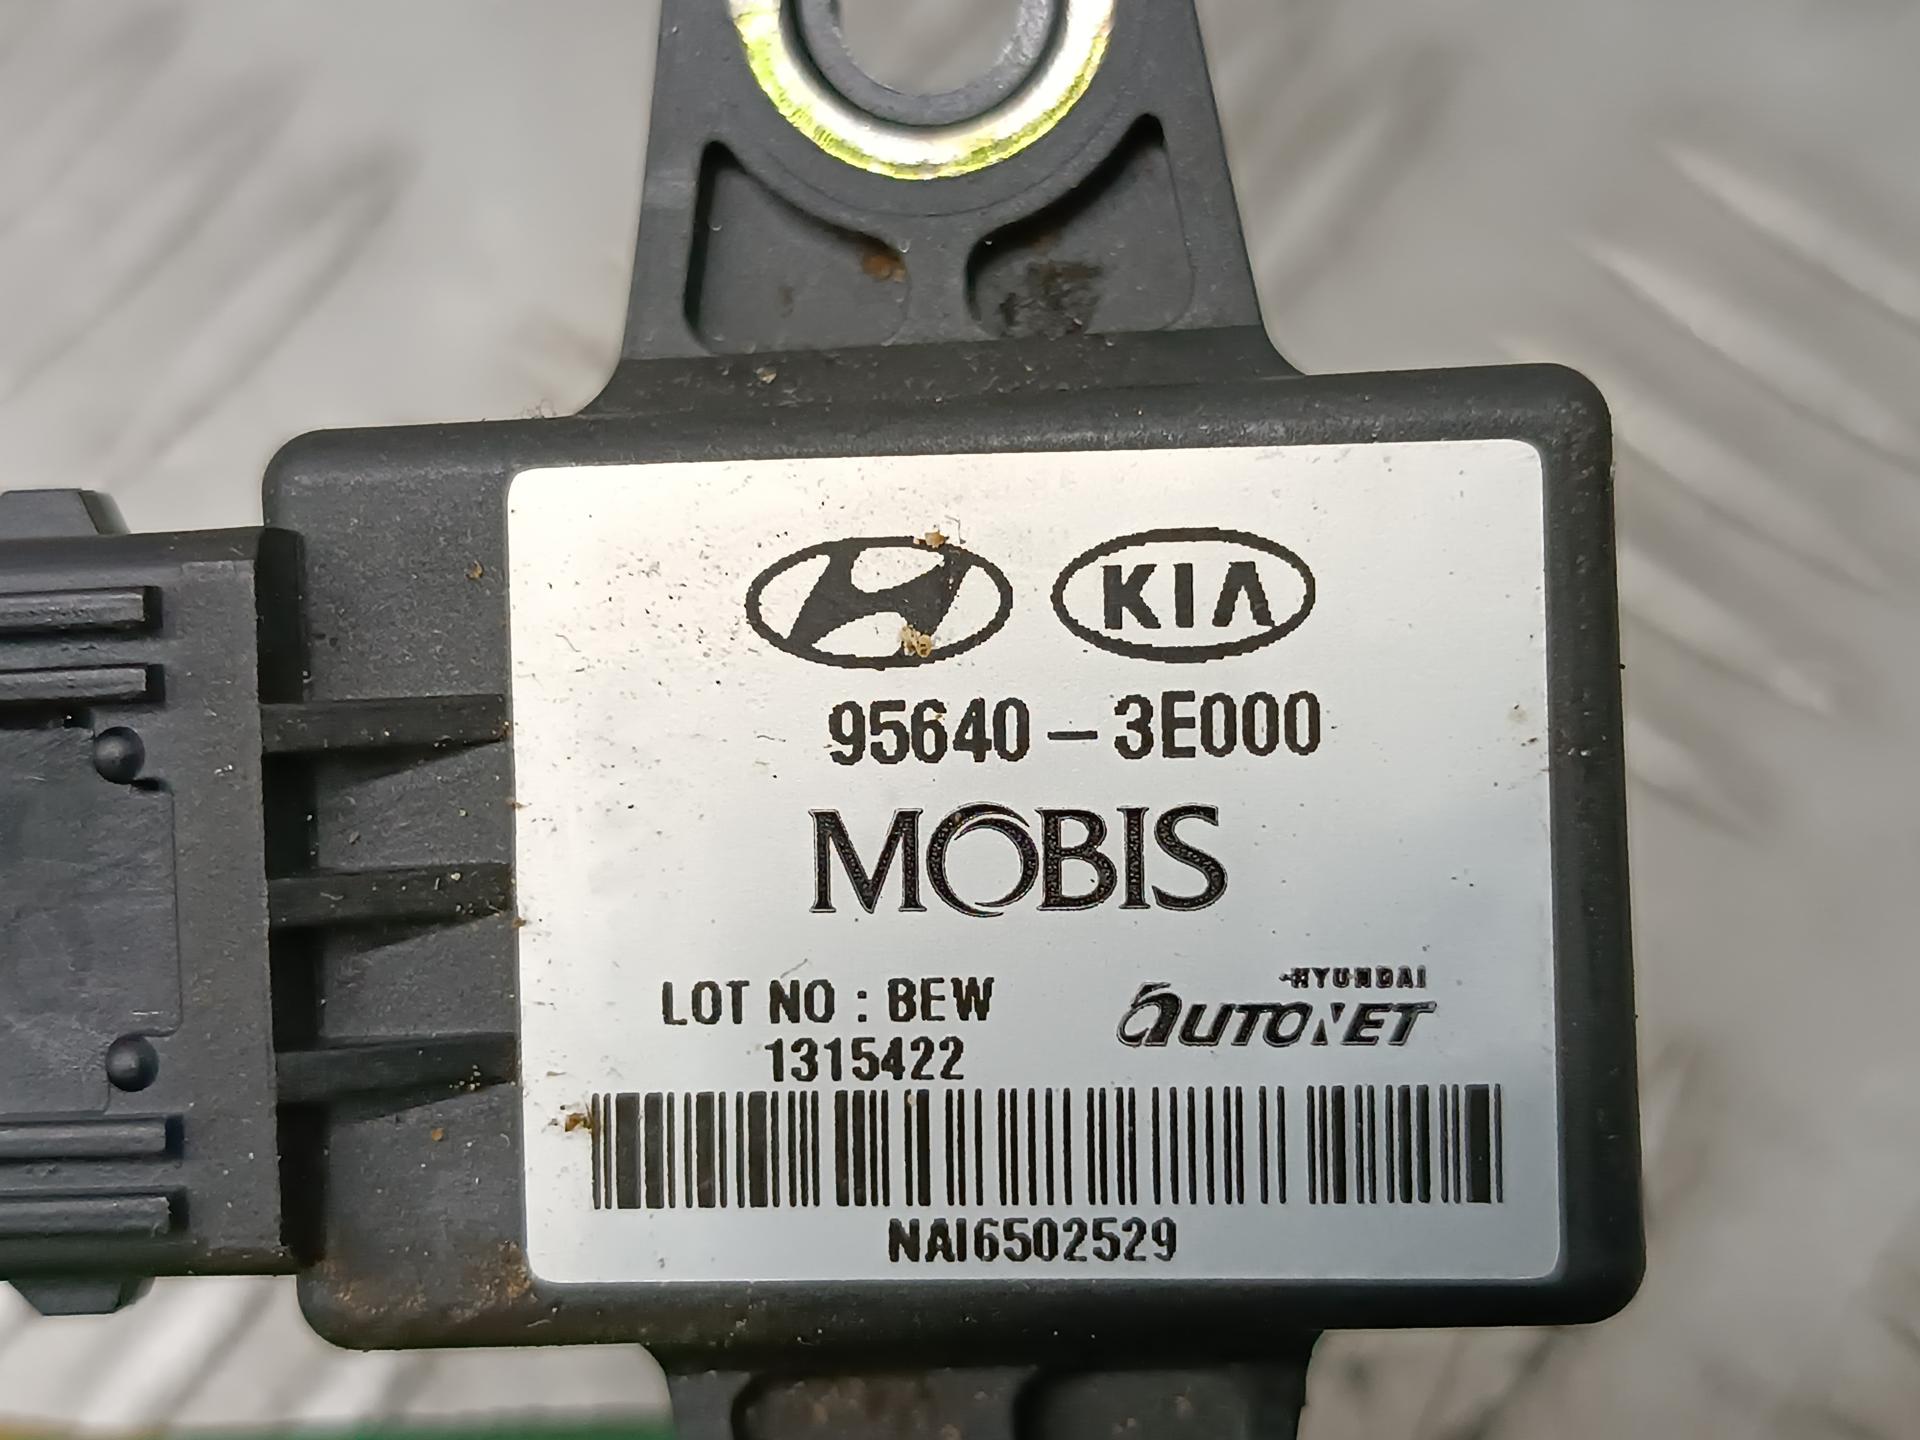 KIA
95640-3E000
MOBIS
LOT NO : BEW
1315422
HYUNDAI
AUTONET
NAI6502529